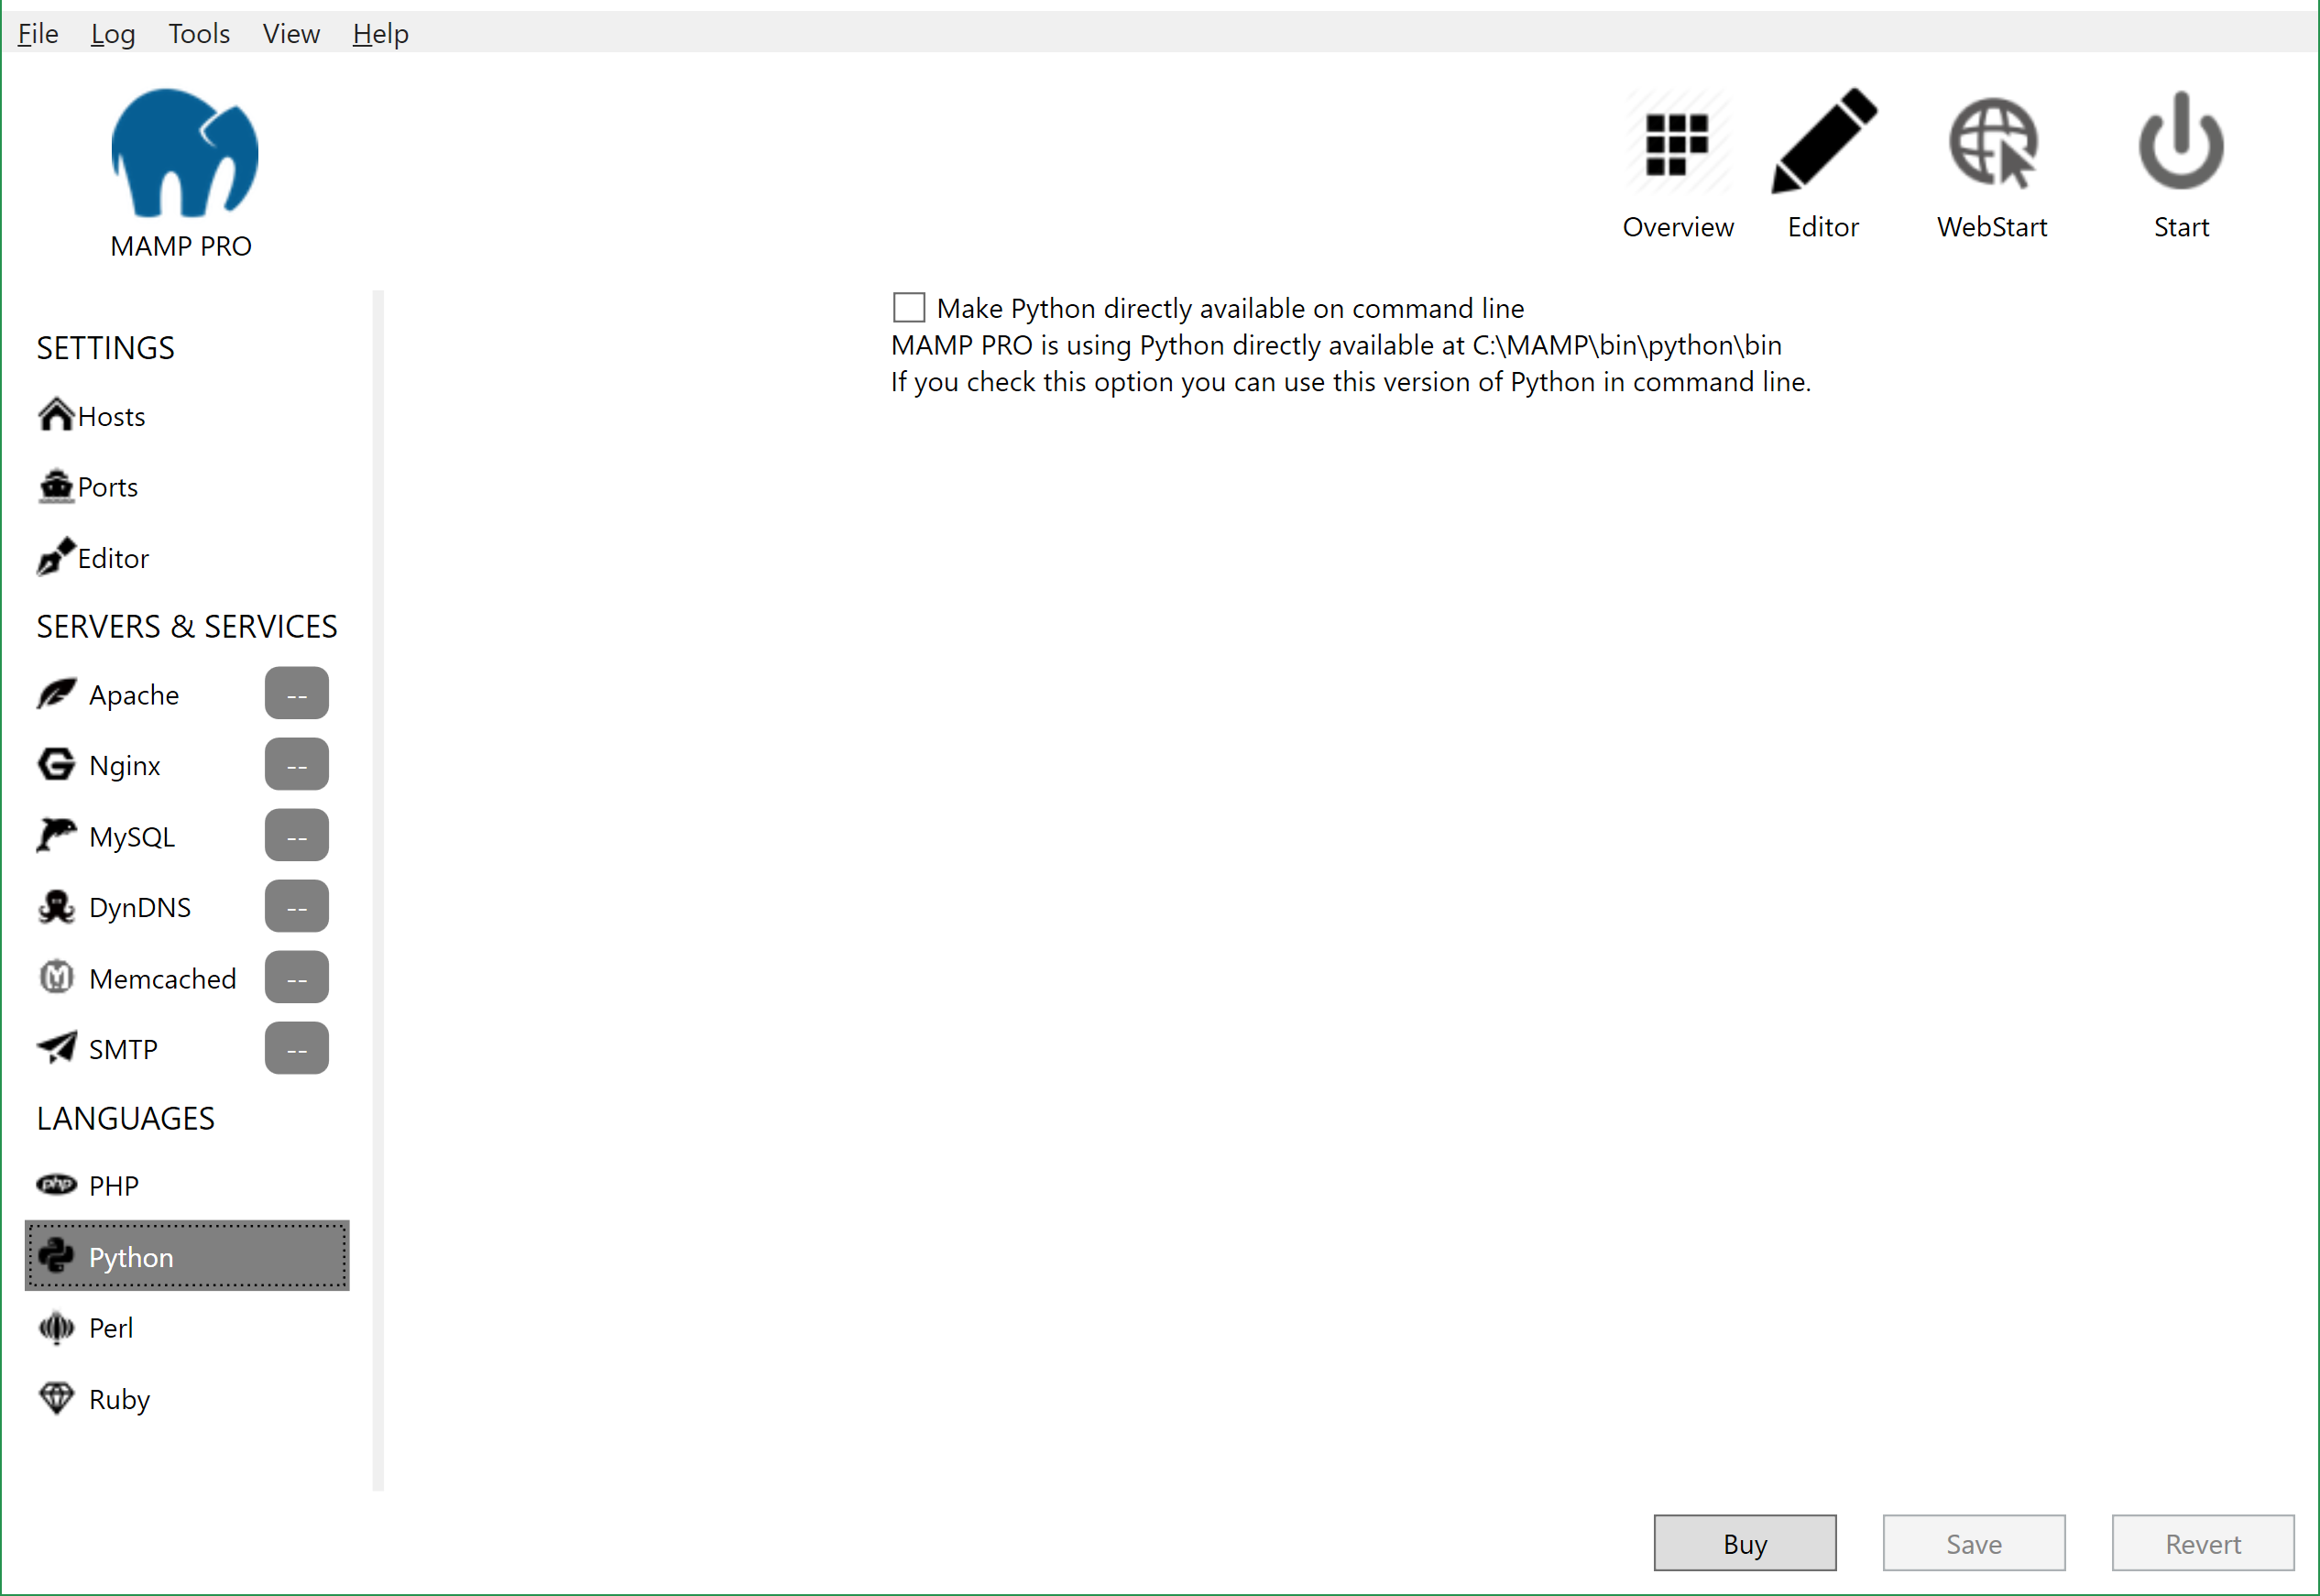 File Log Tools View Help
MAMP PRO
Overview Editor WebStart Start
Make Python directly available on command line
MAMP PRO is using Python directly available at C:\MAMP\bin\python\bin
If you check this option you can use this version of Python in command line.
SETTINGS
Hosts
Ports
Editor
SERVERS & SERVICES
Apache --
Nginx --
MySQL --
DynDNS --
Memcached --
SMTP --
LANGUAGES
php PHP
Python
Perl
Ruby
Buy Save Revert